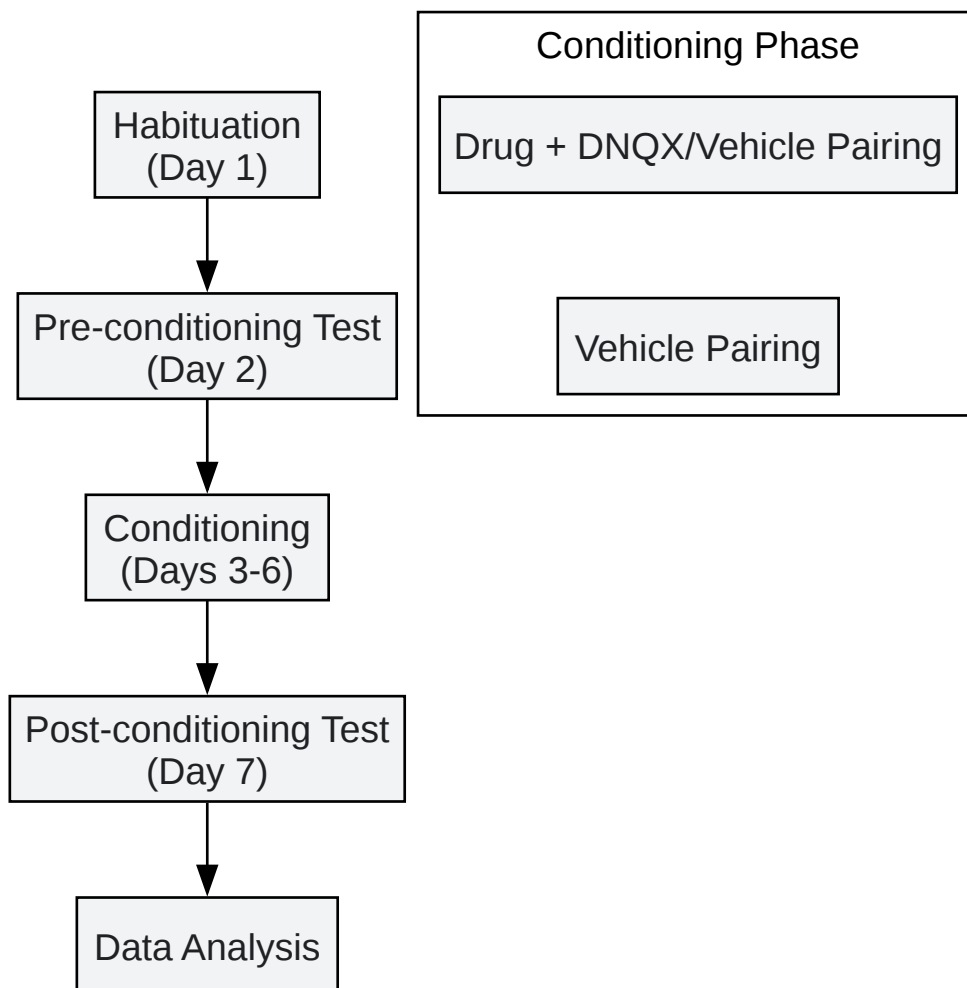 Habituation
(Day 1)
Pre-conditioning Test
(Day 2)
Conditioning
(Days 3-6)
Post-conditioning Test
(Day 7)
Data Analysis
Conditioning Phase
Drug + DNQX/Vehicle Pairing
Vehicle Pairing